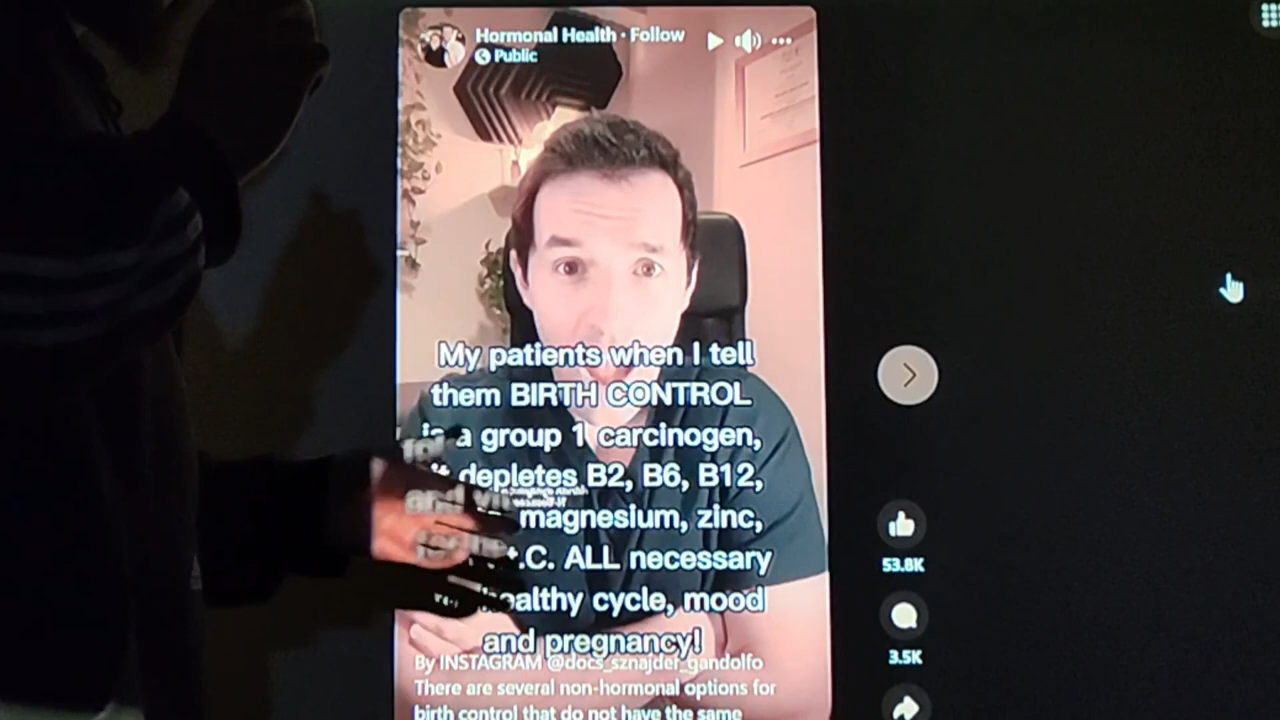 Hormonal Health · Follow
Public
My patients when I tell
them BIRTH CONTROL
is a group 1 carcinogen,
it depletes B2, B6, B12,
magnesium, zinc,
.C. ALL necessary
healthy cycle, mood
and pregnancy!
By INSTAGRAM @docs_sznajder_gandolfo
There are several non-hormonal options for
birth control that do not have the same
53.8K
3.5K